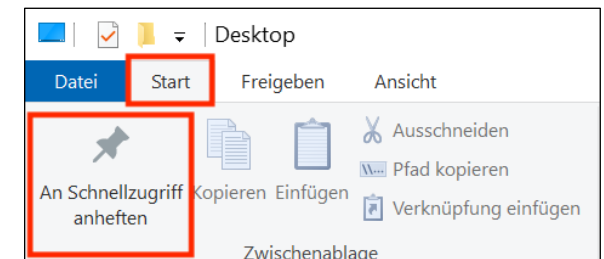 Desktop
Datei Start Freigeben Ansicht
An Schnellzugriff
anheften
Kopieren Einfügen
Ausschneiden
Pfad kopieren
Verknüpfung einfügen
Zwischenablage